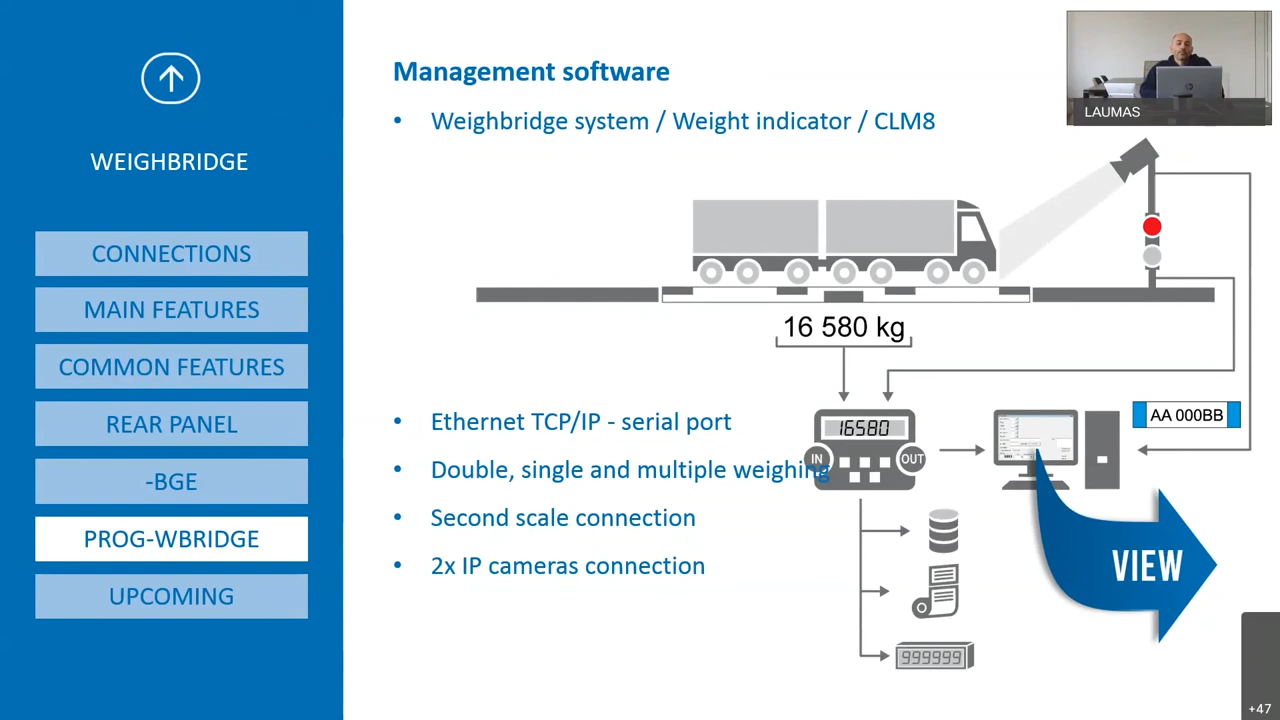 WEIGHBRIDGE
CONNECTIONS
MAIN FEATURES
COMMON FEATURES
REAR PANEL
-BGE
PROG-WBRIDGE
UPCOMING
Management software
• Weighbridge system / Weight indicator / CLM8
LAUMAS
16 580 kg
• Ethernet TCP/IP - serial port
• Double, single and multiple weighing
• Second scale connection
• 2x IP cameras connection
16580
IN
OUT
AA 000BB
VIEW
999999
+47